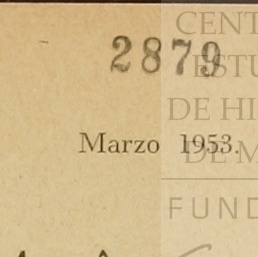 2879
Marzo 1953.
CENT
ESTU
DE HI
DE M
FUND